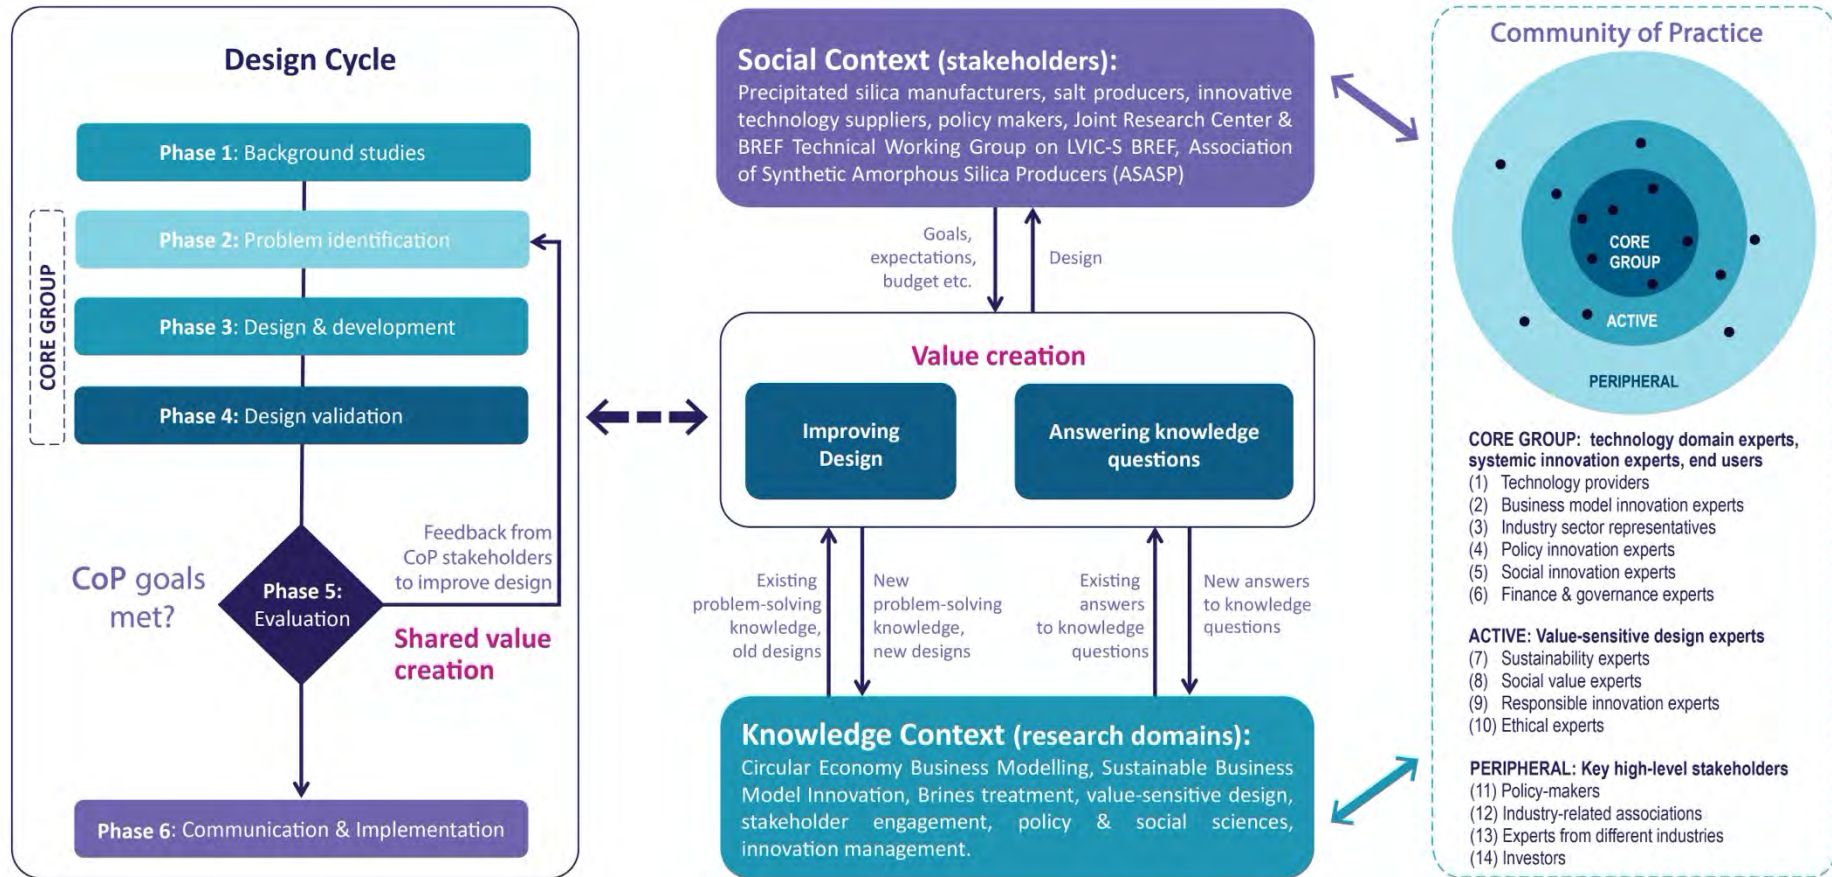 Design Cycle
Phase 1: Background studies
Phase 2: Problem identification
CORE GROUP
Phase 3: Design & development
Phase 4: Design validation
Feedback from
CoP stakeholders
to improve design
CoP goals
met?
Phase 5:
Evaluation
Shared value
creation
Phase 6: Communication & Implementation
Social Context (stakeholders):
Precipitated silica manufacturers, salt producers, innovative
technology suppliers, policy makers, Joint Research Center &
BREF Technical Working Group on LVIC-S BREF, Association
of Synthetic Amorphous Silica Producers (ASASP)
Goals,
expectations,
budget etc.
Design
Value creation
Improving
Design
Answering knowledge
questions
Existing
problem-solving
knowledge,
old designs
New
problem-solving
knowledge,
new designs
Existing
answers
to knowledge
questions
New answers
to knowledge
questions
Knowledge Context (research domains):
Circular Economy Business Modelling, Sustainable Business
Model Innovation, Brines treatment, value-sensitive design,
stakeholder engagement, policy & social sciences,
innovation management.
Community of Practice
CORE
GROUP
ACTIVE
PERIPHERAL
CORE GROUP: technology domain experts,
systemic innovation experts, end users
(1) Technology providers
(2) Business model innovation experts
(3) Industry sector representatives
(4) Policy innovation experts
(5) Social innovation experts
(6) Finance & governance experts
ACTIVE: Value-sensitive design experts
(7) Sustainability experts
(8) Social value experts
(9) Responsible innovation experts
(10) Ethical experts
PERIPHERAL: Key high-level stakeholders
(11) Policy-makers
(12) Industry-related associations
(13) Experts from different industries
(14) Investors